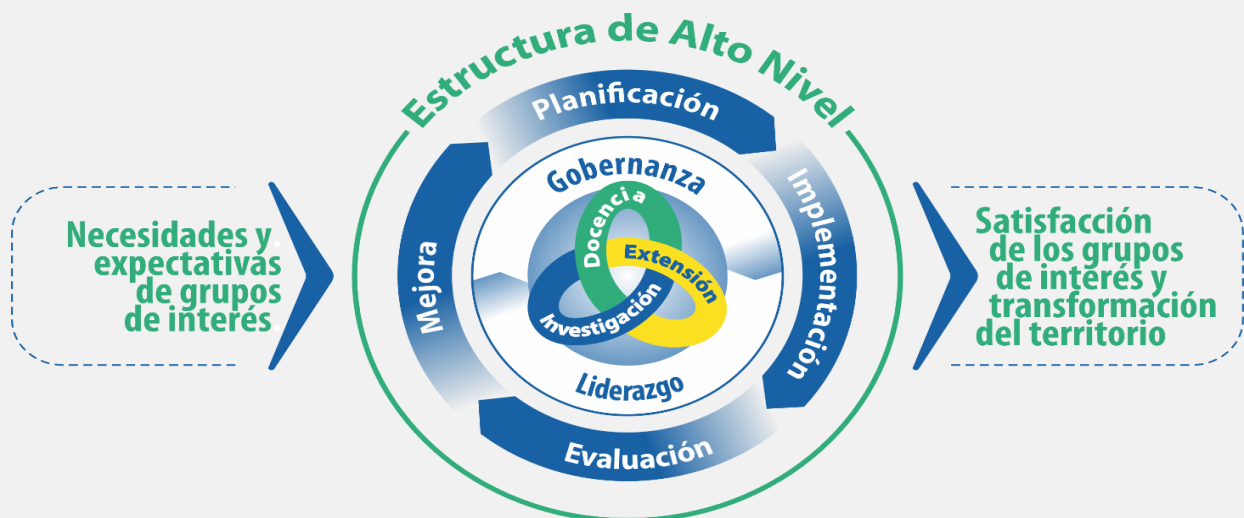 Estructura de Alto Nivel
Planificación
Implementación
Evaluación
Mejora
Gobernanza
Docencia
Extensión
Investigación
Liderazgo
Necesidades y
expectativas
de grupos
de interés.
Satisfacción
de los grupos
de interés y
transformación
del territorio